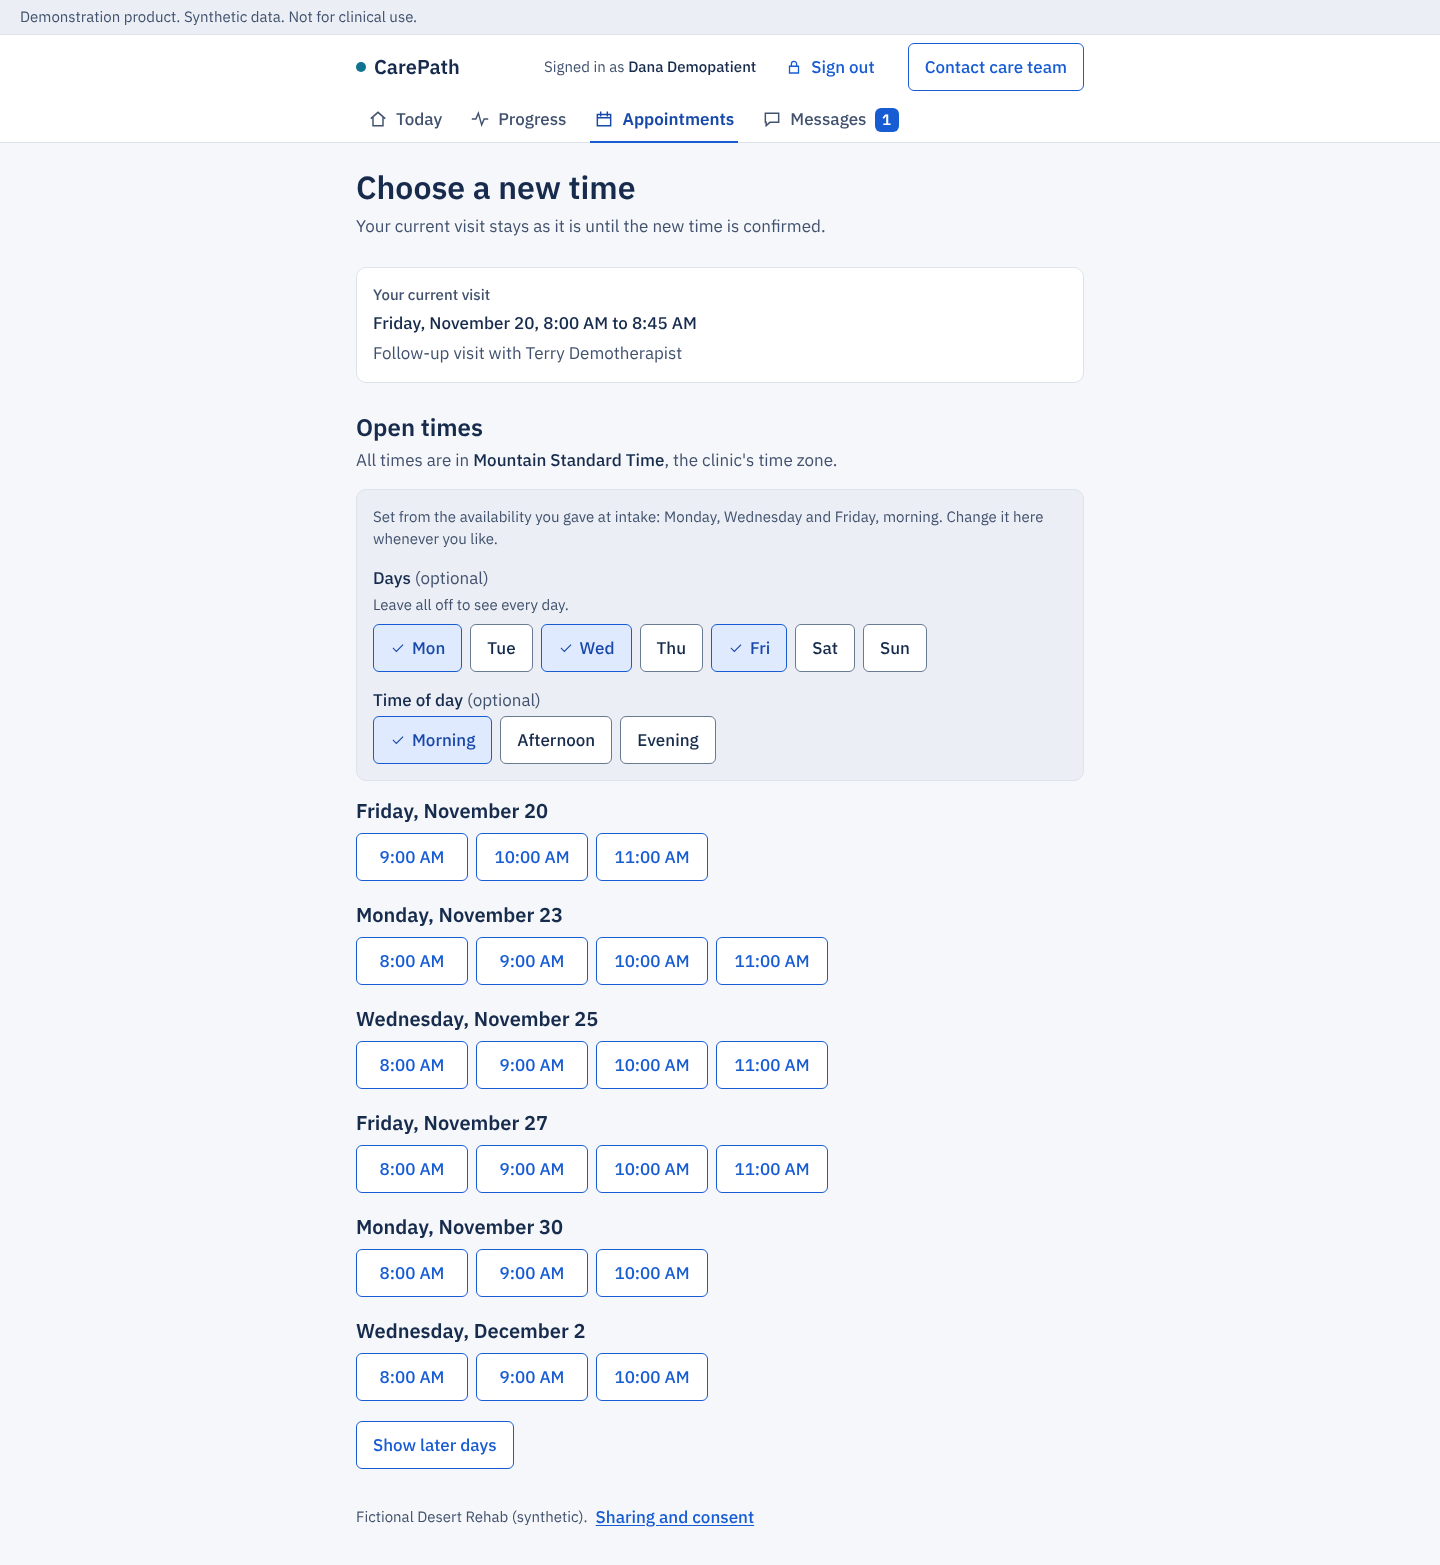 Demonstration product. Synthetic data. Not for clinical use.
CarePath
Signed in as Dana Demopatient
Sign out
Contact care team
Today
Progress
Appointments
Messages 1
Choose a new time
Your current visit stays as it is until the new time is confirmed.
Your current visit
Friday, November 20, 8:00 AM to 8:45 AM
Follow-up visit with Terry Demotherapist
Open times
All times are in Mountain Standard Time, the clinic's time zone.
Set from the availability you gave at intake: Monday, Wednesday and Friday, morning. Change it here
whenever you like.
Days (optional)
Leave all off to see every day.
Mon Tue Wed Thu Fri Sat Sun
Time of day (optional)
Morning Afternoon Evening
Friday, November 20
9:00 AM 10:00 AM 11:00 AM
Monday, November 23
8:00 AM 9:00 AM 10:00 AM 11:00 AM
Wednesday, November 25
8:00 AM 9:00 AM 10:00 AM 11:00 AM
Friday, November 27
8:00 AM 9:00 AM 10:00 AM 11:00 AM
Monday, November 30
8:00 AM 9:00 AM 10:00 AM
Wednesday, December 2
8:00 AM 9:00 AM 10:00 AM
Show later days
Fictional Desert Rehab (synthetic). Sharing and consent